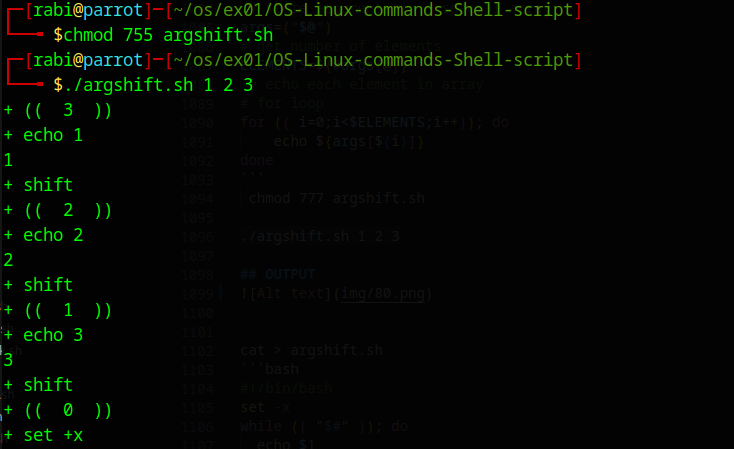 ┌─[rabi@parrot]─[~/os/ex01/OS-Linux-commands-Shell-script]
└──╼ $chmod 755 argshift.sh
┌─[rabi@parrot]─[~/os/ex01/OS-Linux-commands-Shell-script]
└──╼ $./argshift.sh 1 2 3
+ ((  3  ))
+ echo 1
1
+ shift
+ ((  2  ))
+ echo 2
2
+ shift
+ ((  1  ))
+ echo 3
3
+ shift
+ ((  0  ))
+ set +x
echo each element in array
1089 # for loop
1090 for (( i=0;i<$ELEMENTS;i++)); do
1091 echo ${args[${i}]}
1092 done
1093 ```
1094 chmod 777 argshift.sh
1095
1096 ./argshift.sh 1 2 3
1097
1098 ## OUTPUT
1099 ![Alt text](img/80.png)
1100
1102 cat > argshift.sh
1103 ```bash
1104 #!/bin/bash
1105 set -x
1106 while (( "$#" )); do
1107 echo $1